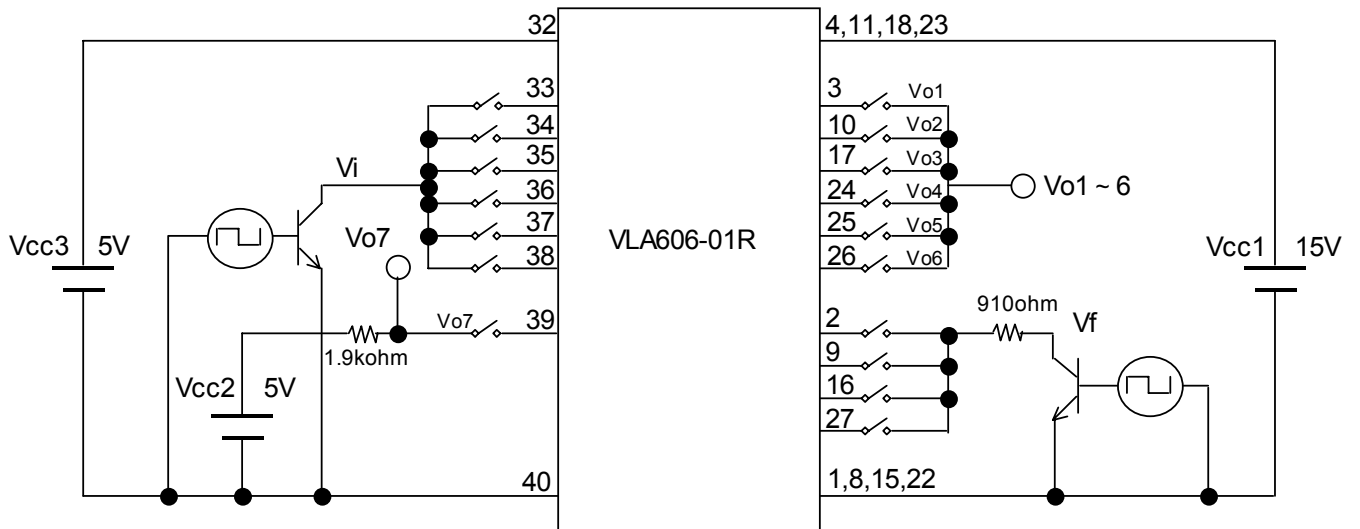 32
4,11,18,23
33
3
Vo1
34
10
Vo2
35
17
Vo3
Vi
36
24
Vo4
Vo1 ~ 6
37
25
Vo5
38
26
Vo6
VLA606-01R
Vcc3
5V
Vo7
Vcc1
15V
Vo7
39
2
910ohm
Vf
1.9kohm
9
Vcc2
5V
16
27
40
1,8,15,22